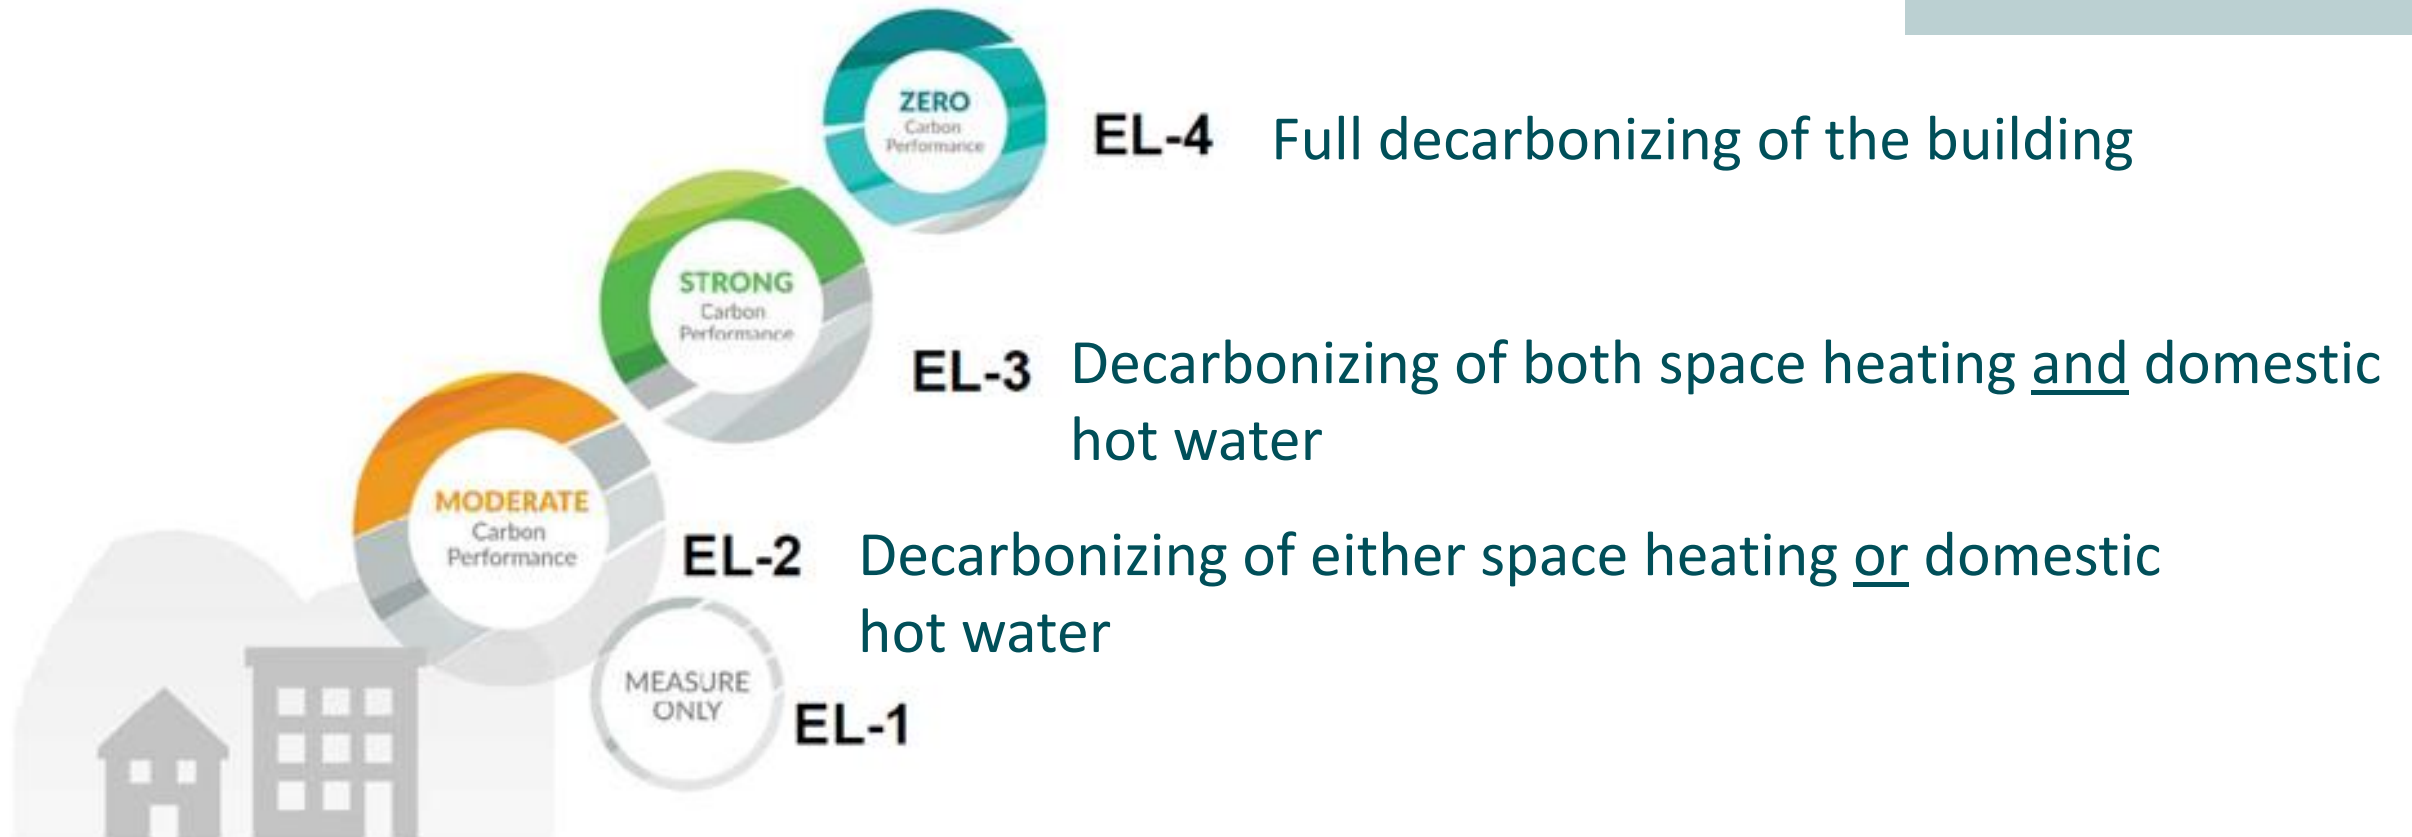 ZERO
Carbon
Performance
EL-4 Full decarbonizing of the building
STRONG
Carbon
Performance
EL-3 Decarbonizing of both space heating and domestic
hot water
MODERATE
Carbon
Performance
EL-2 Decarbonizing of either space heating or domestic
hot water
MEASURE
ONLY
EL-1